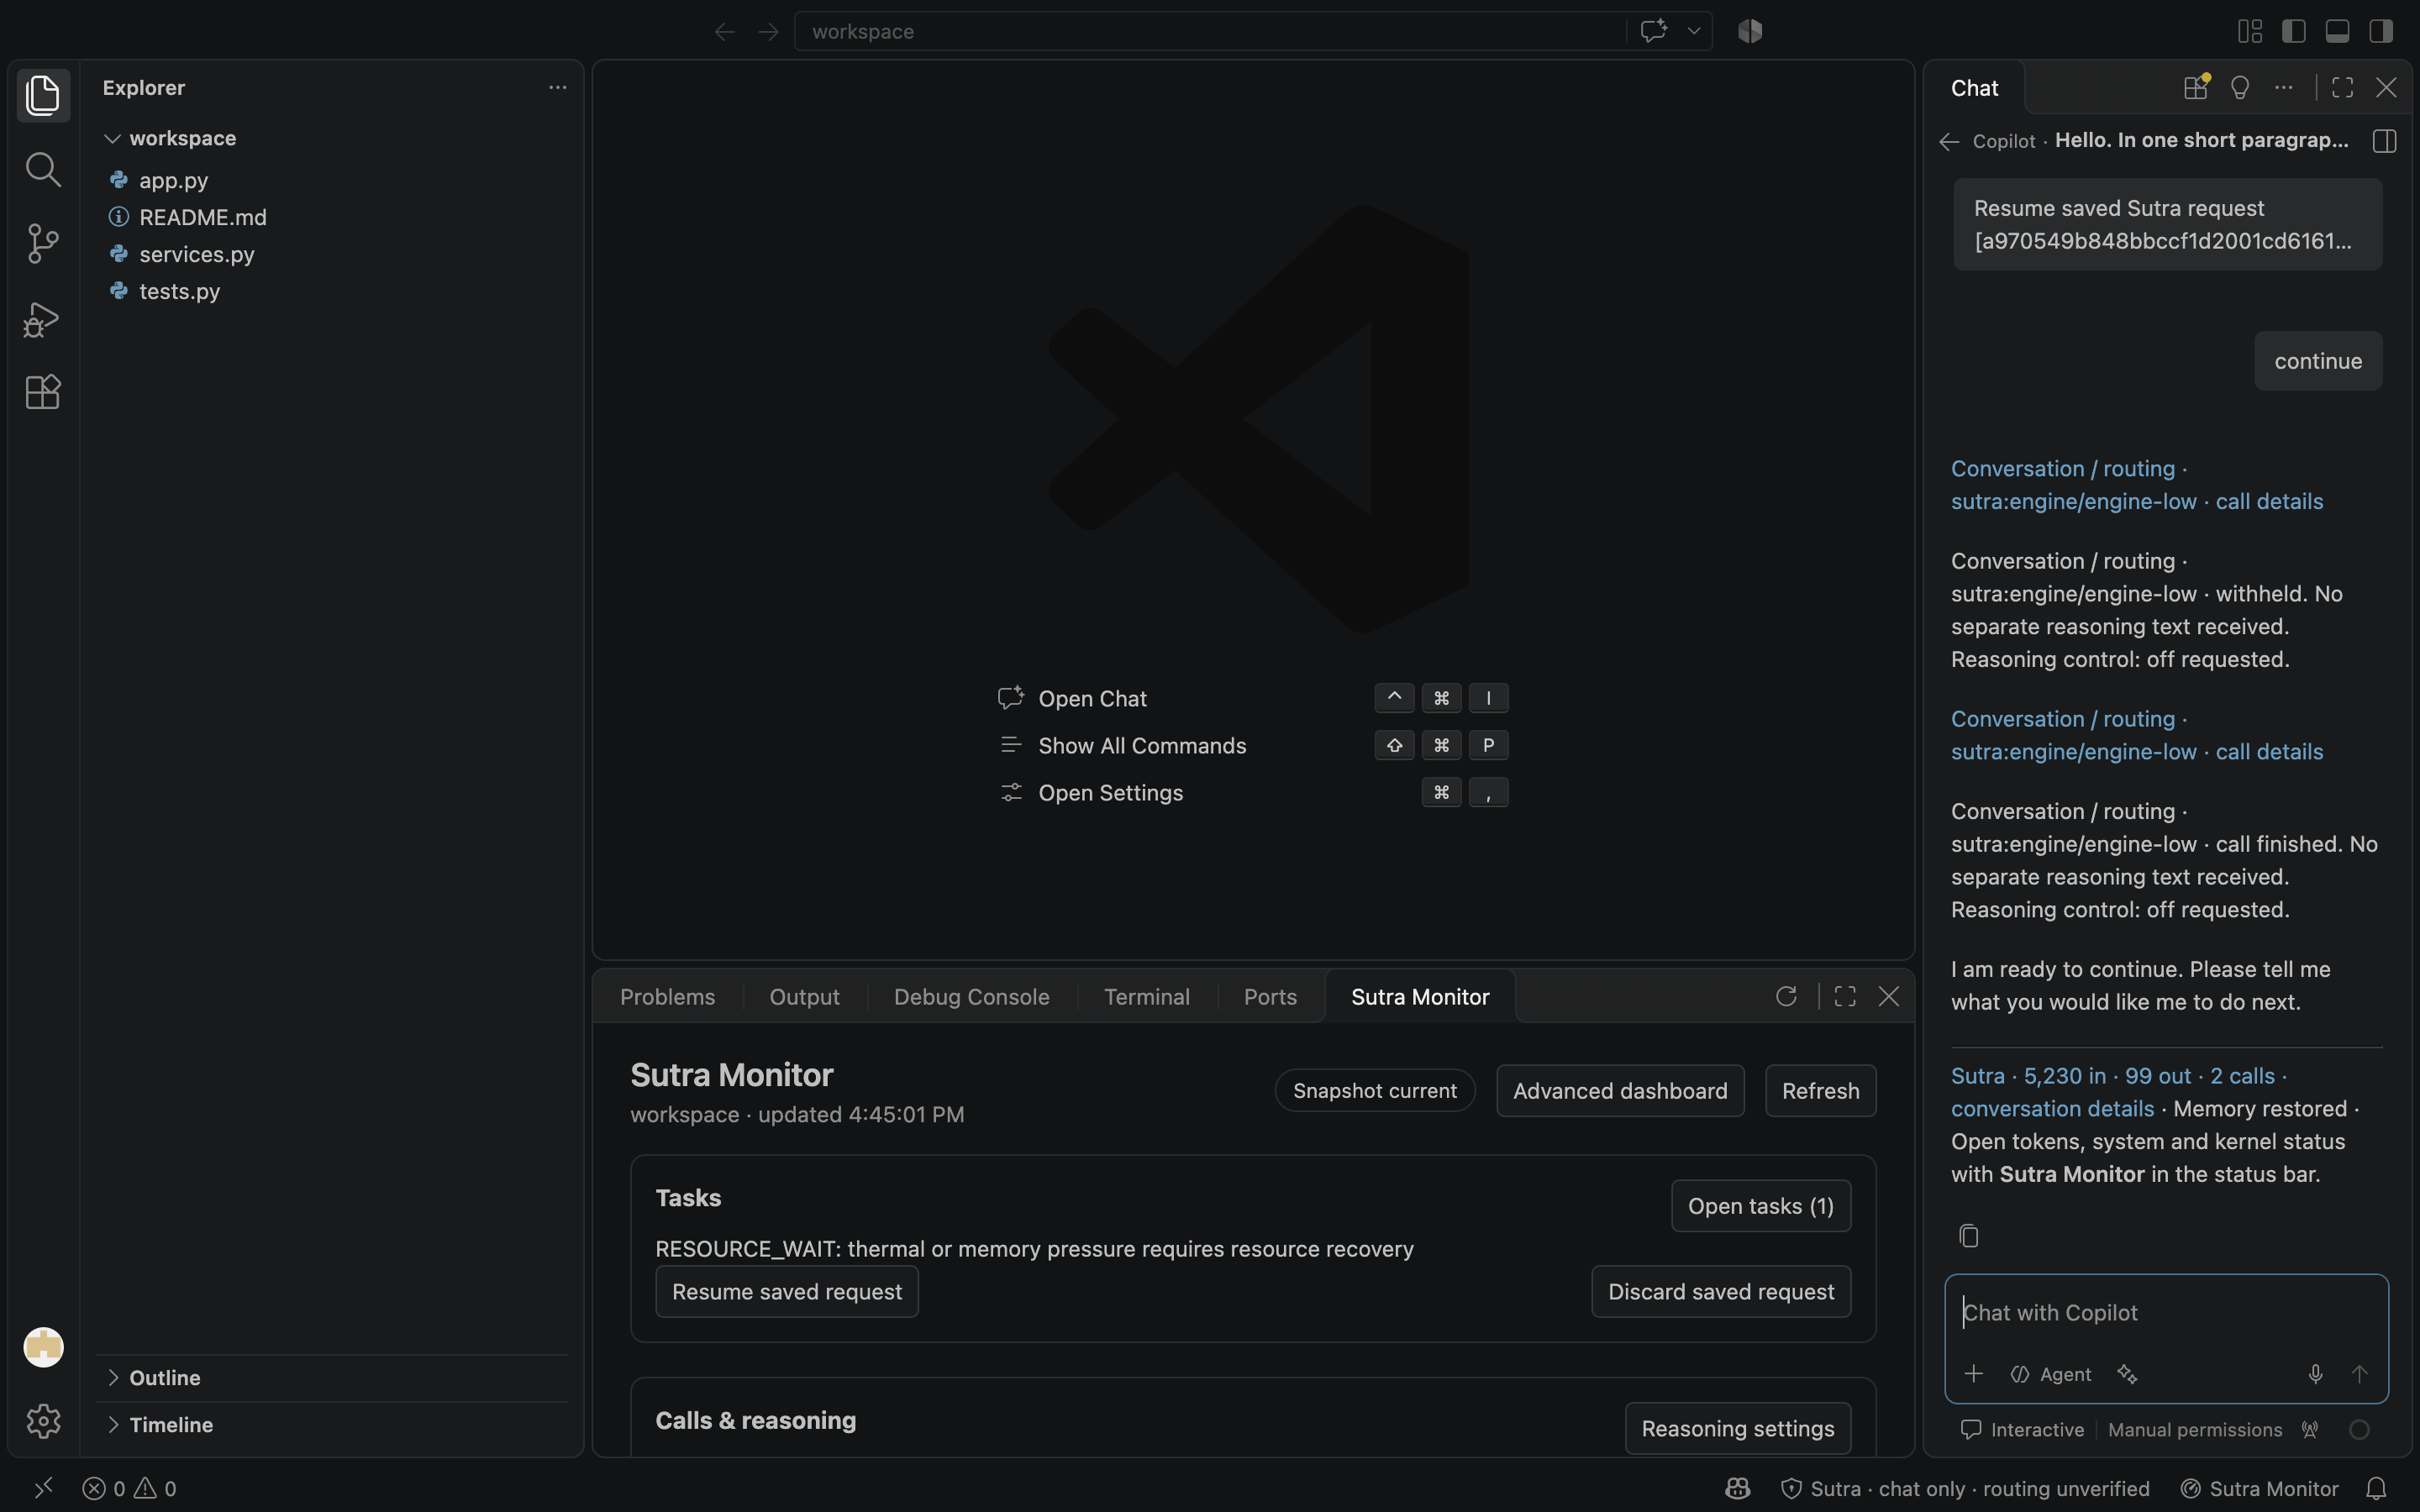 workspace
Explorer
workspace
app.py
README.md
services.py
tests.py
Outline
Timeline
Open Chat ^ ⌘ I
Show All Commands ⇧ ⌘ P
Open Settings ⌘ ,
Problems Output Debug Console Terminal Ports Sutra Monitor
Sutra Monitor
workspace · updated 4:45:01 PM
Snapshot current
Advanced dashboard
Refresh
Tasks
Open tasks (1)
RESOURCE_WAIT: thermal or memory pressure requires resource recovery
Resume saved request
Discard saved request
Calls & reasoning
Reasoning settings
Chat
Copilot · Hello. In one short paragrap...
Resume saved Sutra request
[a970549b848bbccf1d2001cd6161...
continue
Conversation / routing ·
sutra:engine/engine-low · call details
Conversation / routing ·
sutra:engine/engine-low · withheld. No
separate reasoning text received.
Reasoning control: off requested.
Conversation / routing ·
sutra:engine/engine-low · call details
Conversation / routing ·
sutra:engine/engine-low · call finished. No
separate reasoning text received.
Reasoning control: off requested.
I am ready to continue. Please tell me
what you would like me to do next.
Sutra · 5,230 in · 99 out · 2 calls ·
conversation details · Memory restored ·
Open tokens, system and kernel status
with Sutra Monitor in the status bar.
Chat with Copilot
Agent
Interactive
Manual permissions
0 0
Sutra · chat only · routing unverified
Sutra Monitor